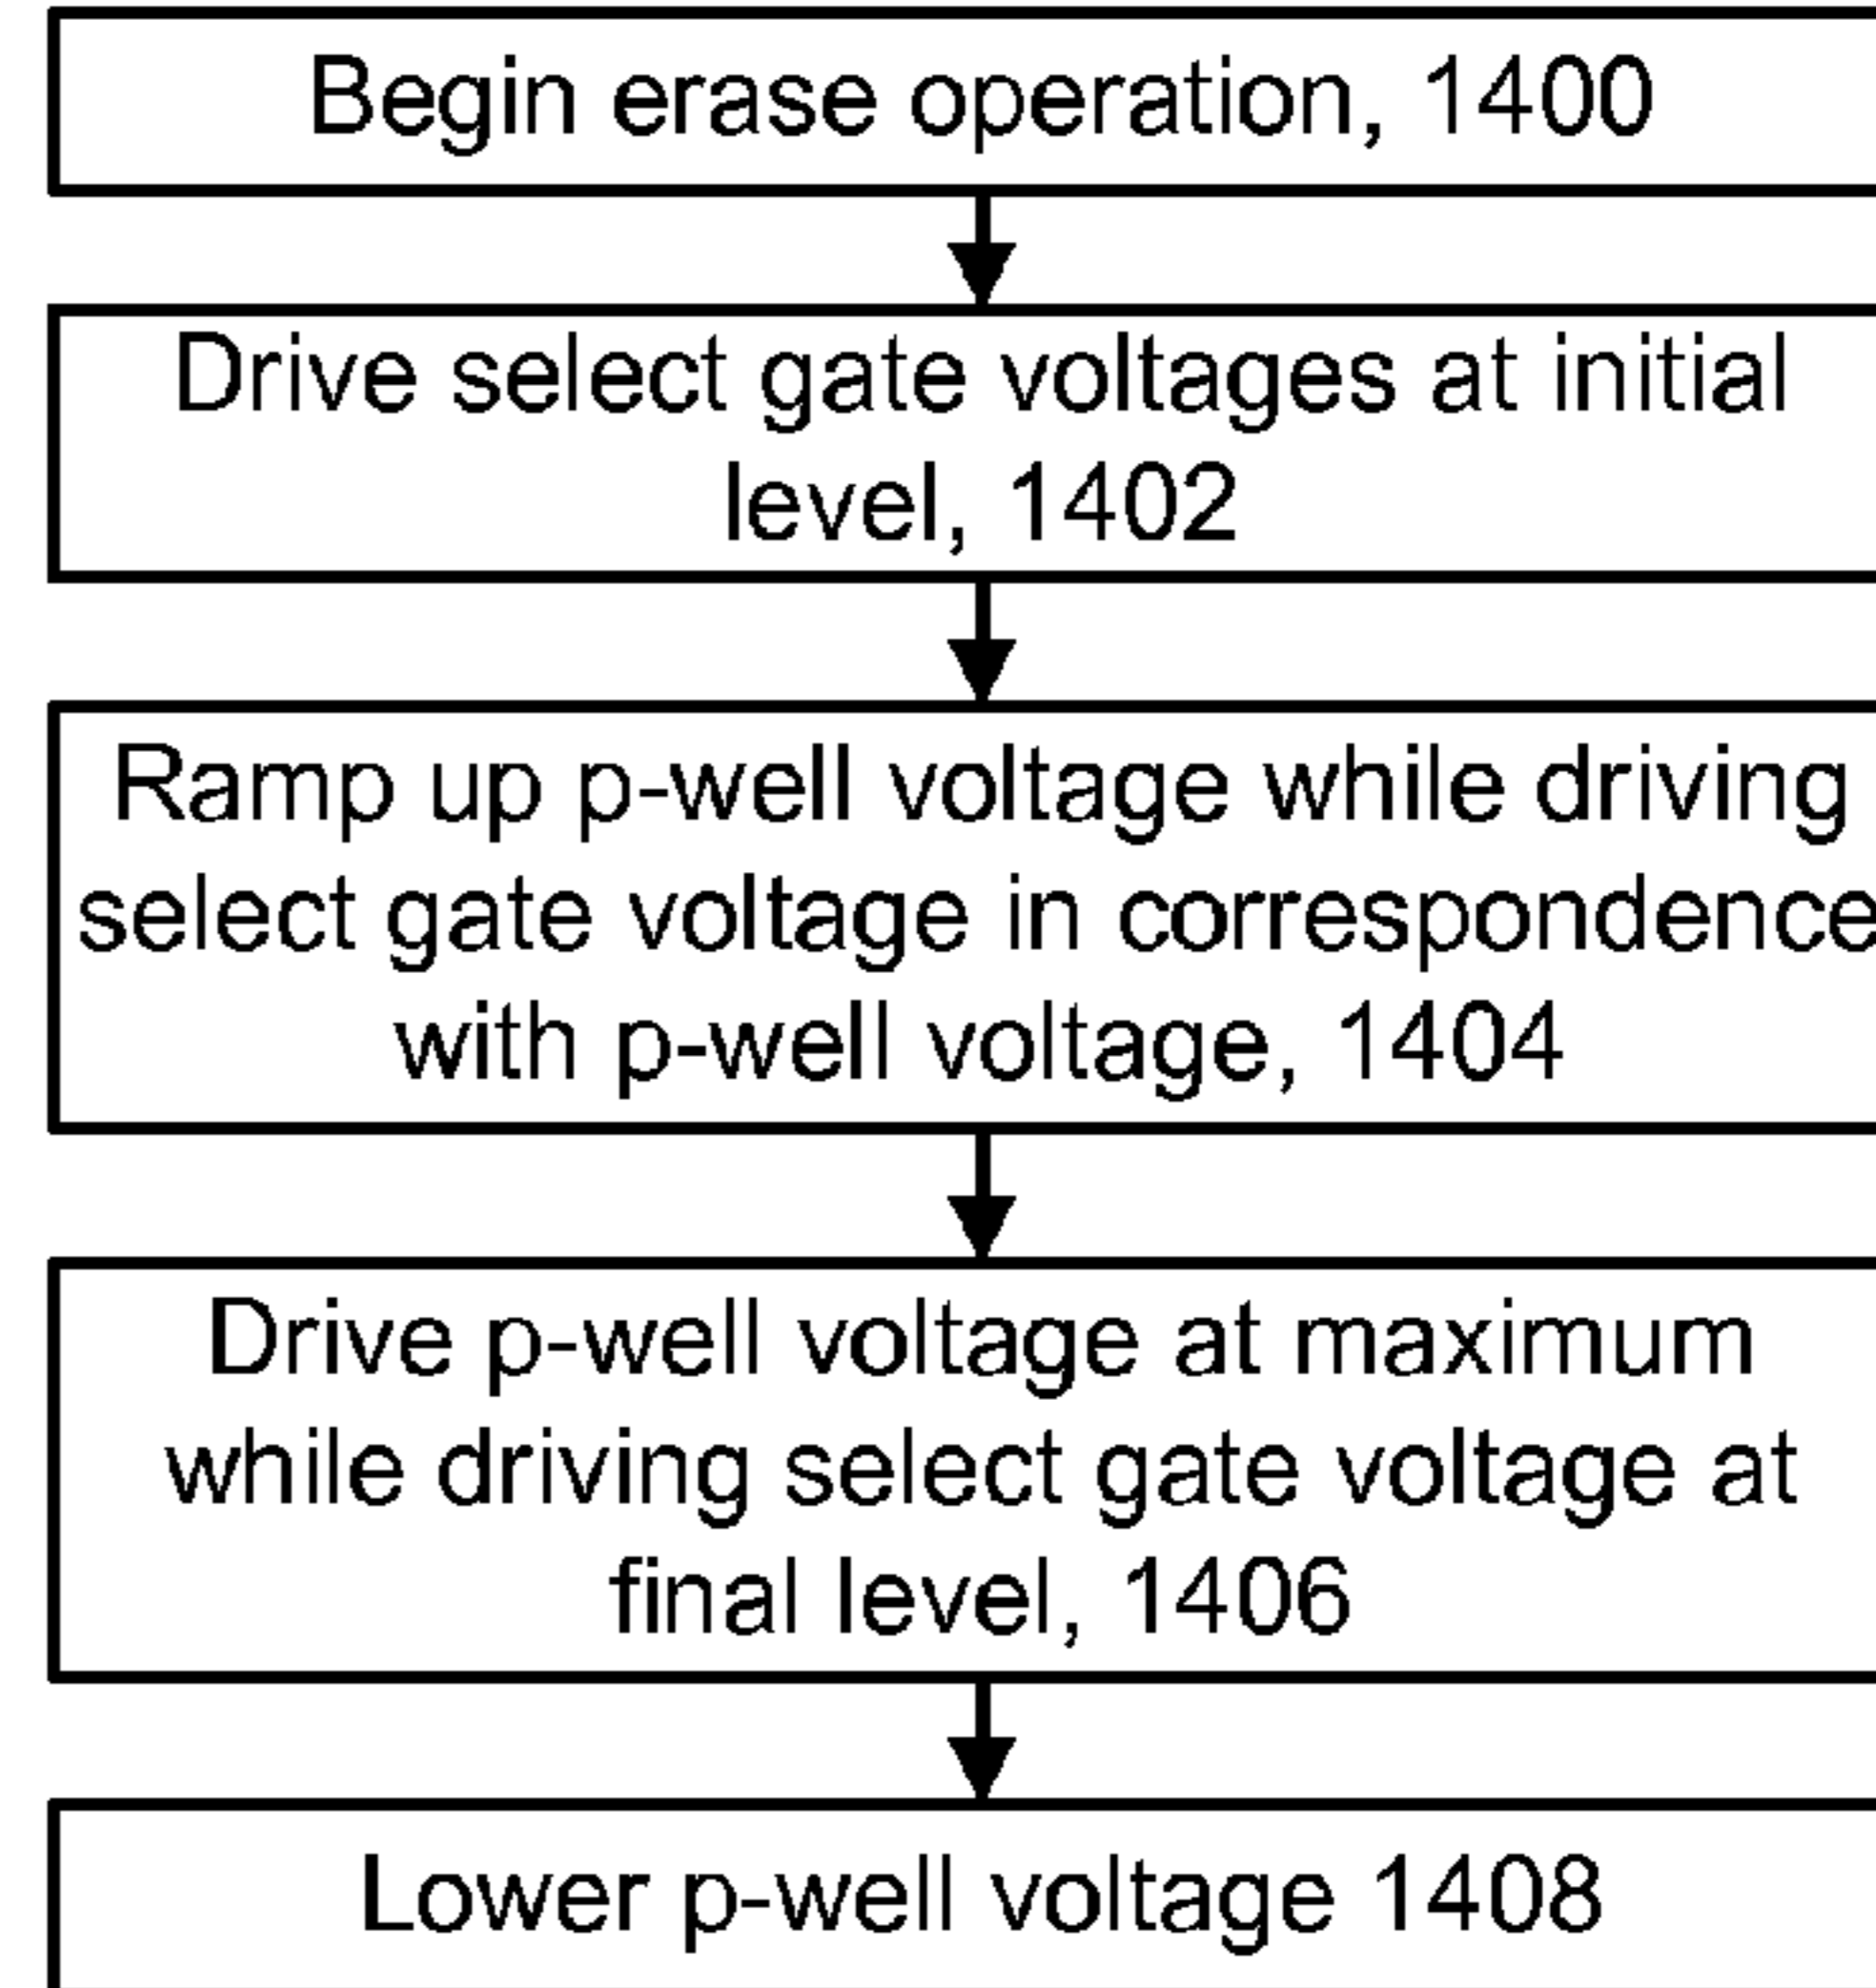 Begin erase operation, 1400
Drive select gate voltages at initial
level, 1402
Ramp up p-well voltage while driving
select gate voltage in correspondence
with p-well voltage, 1404
Drive p-well voltage at maximum
while driving select gate voltage at
final level, 1406
Lower p-well voltage 1408